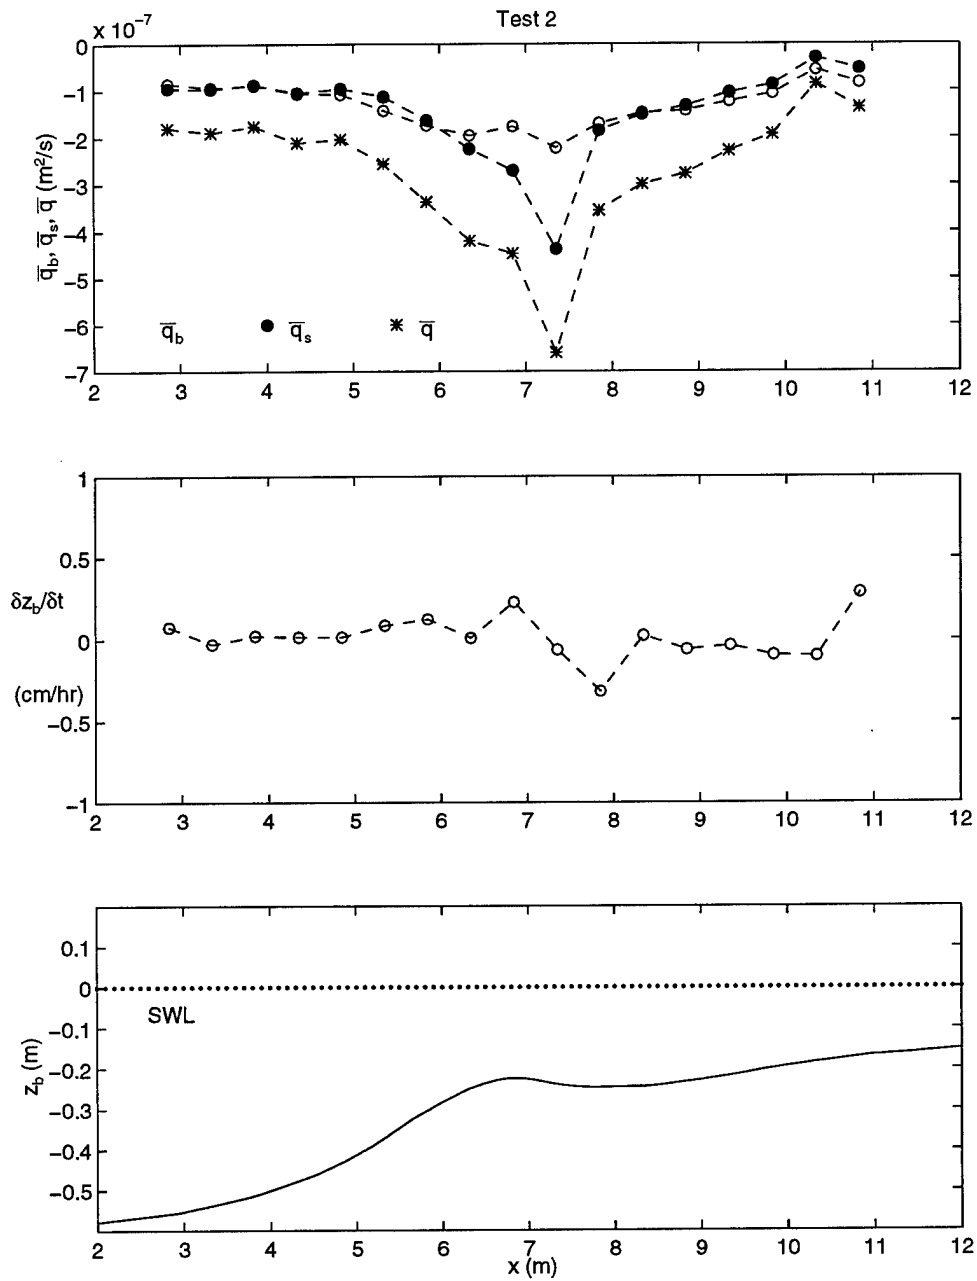 Test 2
x 10⁻⁷
0
−1
−2
−3
−4
−5
−6
−7
q̅b, q̅s, q̅ (m²/s)
q̅b ● q̅s ✳ q̅
2 3 4 5 6 7 8 9 10 11 12
1
0.5
δzb/δt
0
(cm/hr)
−0.5
−1
2 3 4 5 6 7 8 9 10 11 12
0.1
0
SWL
−0.1
−0.2
−0.3
−0.4
−0.5
zb (m)
2 3 4 5 6 7 8 9 10 11 12
x (m)